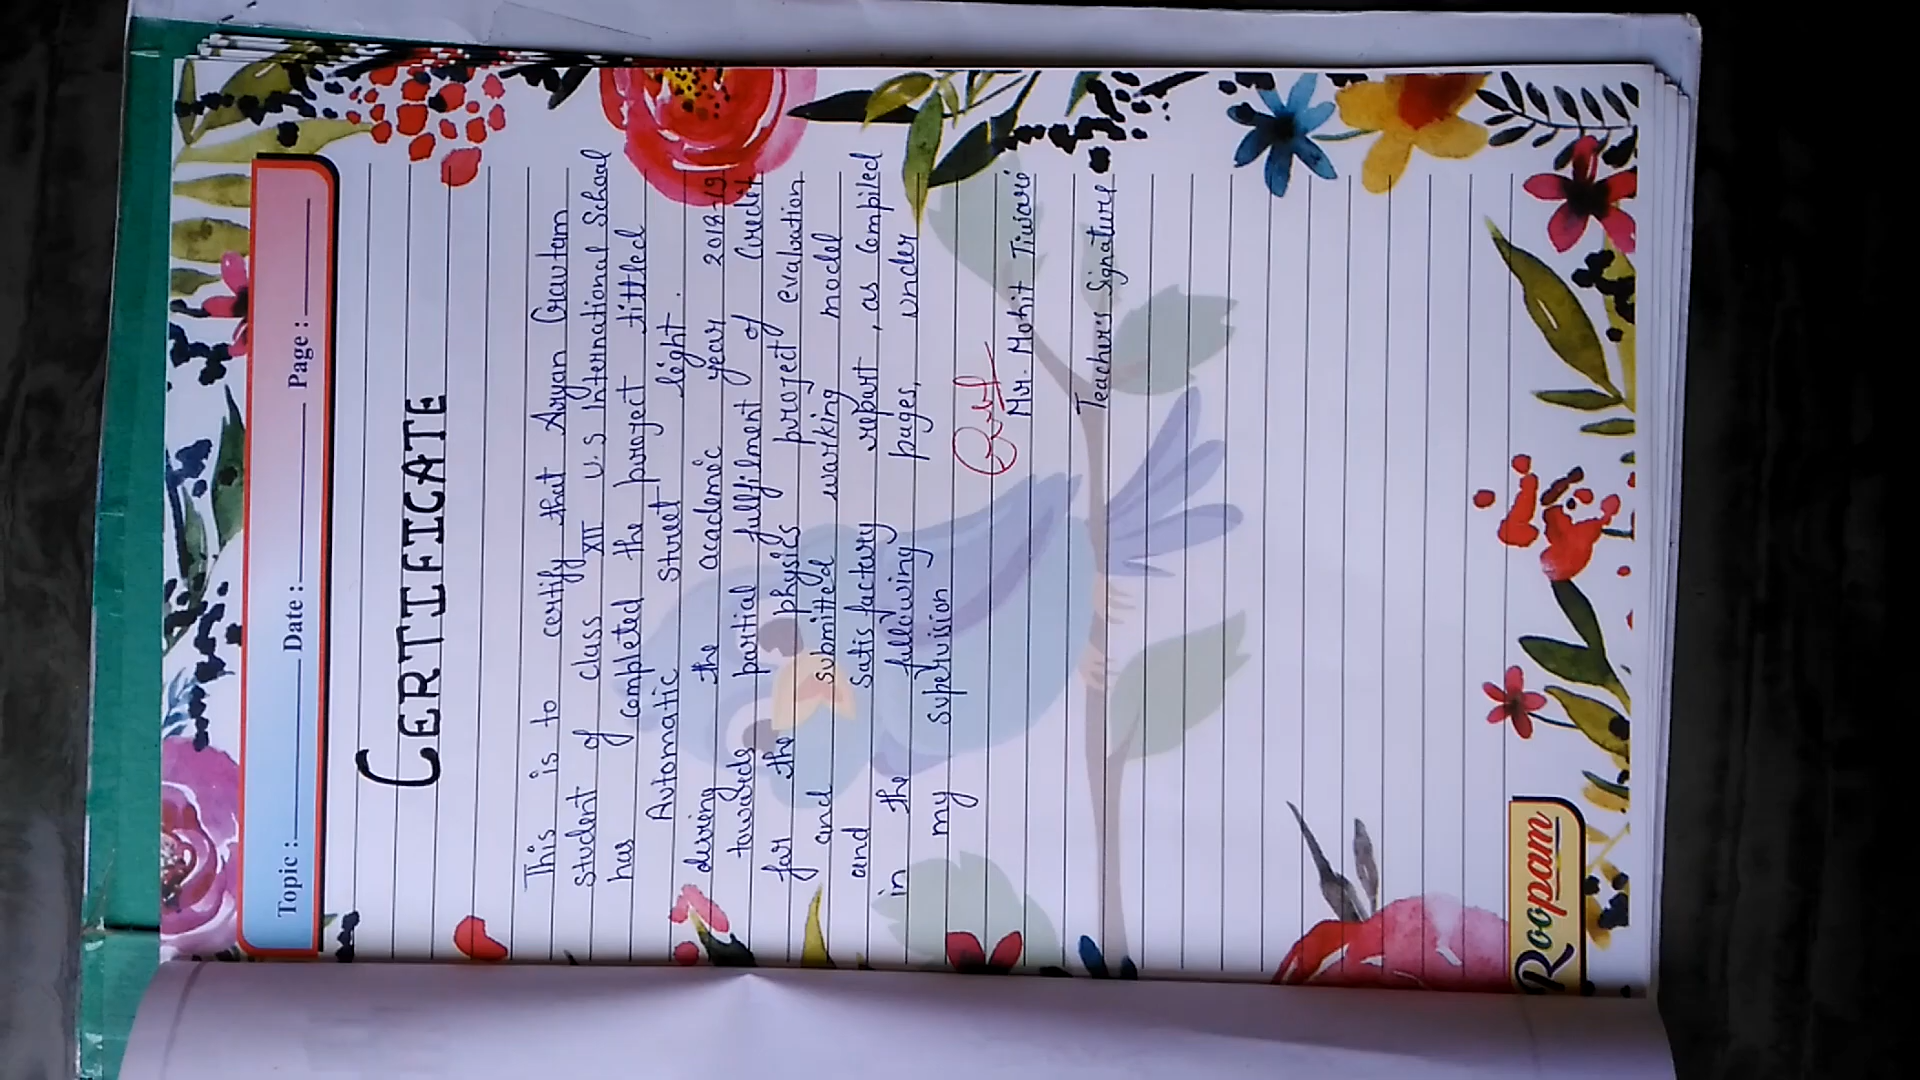 Topic : Date : Page :
CERTIFICATE
This is to certify that Aryan Gautam
student of class XII U.S International School
has completed the project tittled
Automatic street light.
during the academic year 2018-19
towards partial fullfilment of Credit
for the physics project evaluation
and submitted working model
and satisfactory report, as compiled
in the following pages, under
my supervision
Mr. Mohit Tiwari
Teacher's Signature
Roopam